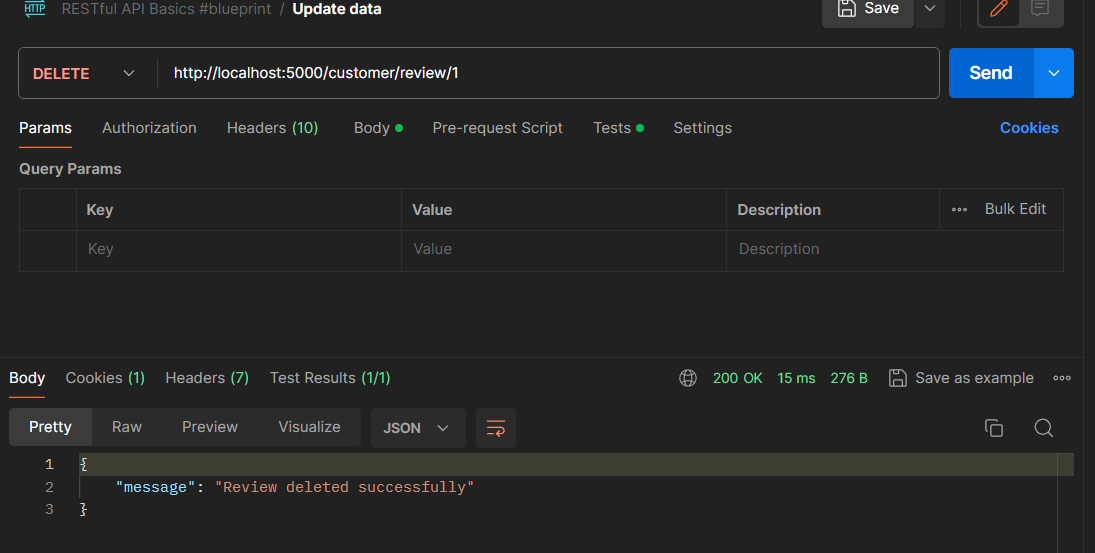 HTTP RESTful API Basics #blueprint / Update data Save
DELETE http://localhost:5000/customer/review/1 Send
Params Authorization Headers (10) Body Pre-request Script Tests Settings Cookies
Query Params
Key Value Description Bulk Edit
Key Value Description
Body Cookies (1) Headers (7) Test Results (1/1) 200 OK 15 ms 276 B Save as example
Pretty Raw Preview Visualize JSON
1 {
2 "message": "Review deleted successfully"
3 }